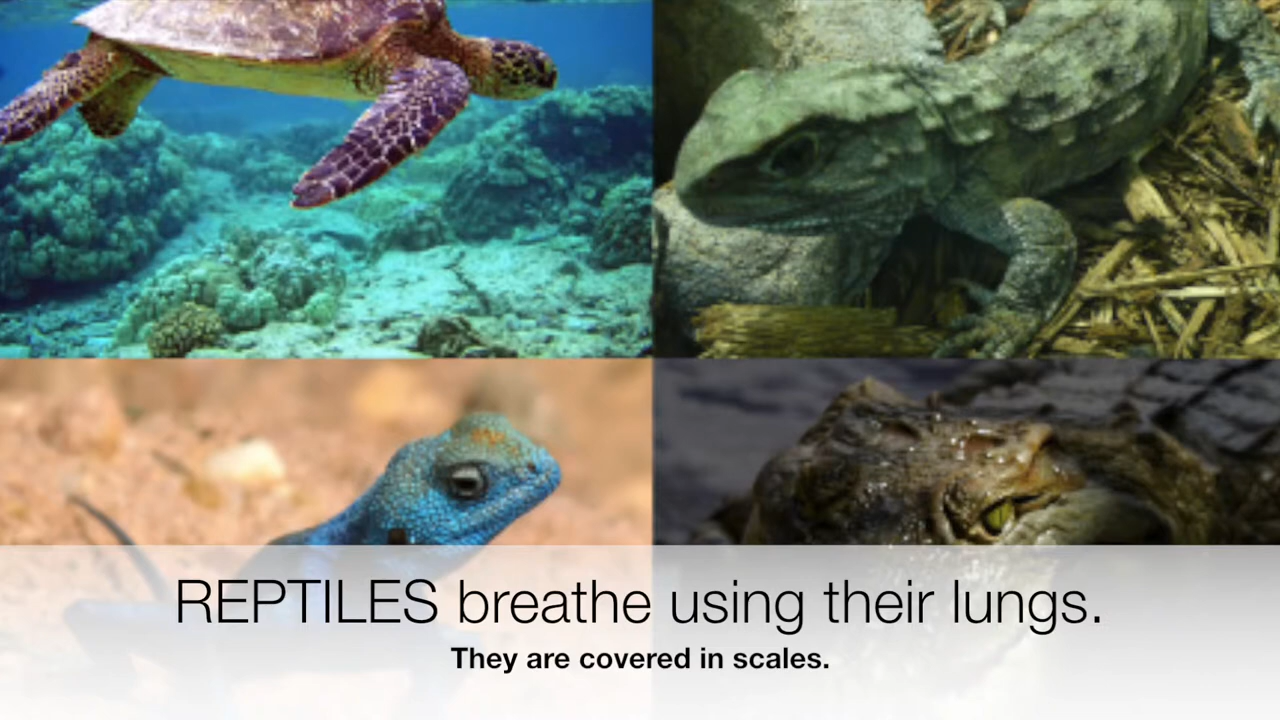 REPTILES breathe using their lungs.
They are covered in scales.